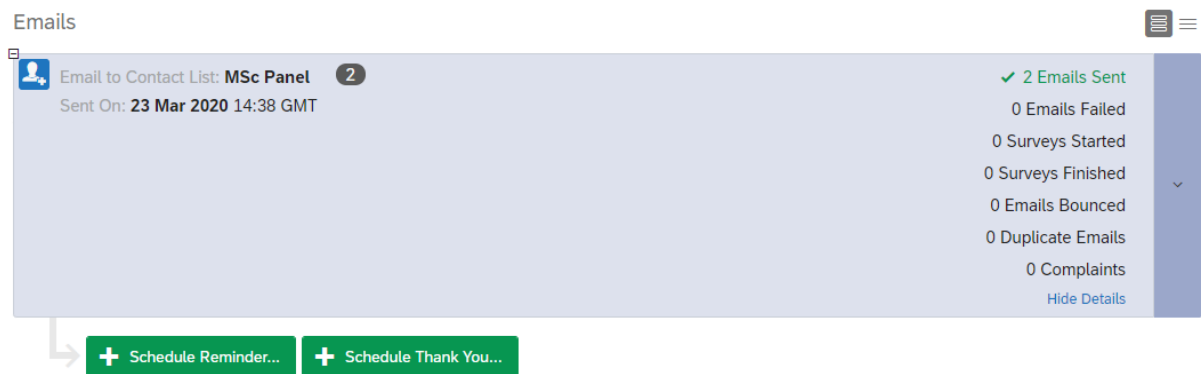 Emails
Email to Contact List: MSc Panel 2
Sent On: 23 Mar 2020 14:38 GMT
2 Emails Sent
0 Emails Failed
0 Surveys Started
0 Surveys Finished
0 Emails Bounced
0 Duplicate Emails
0 Complaints
Hide Details
Schedule Reminder... Schedule Thank You...